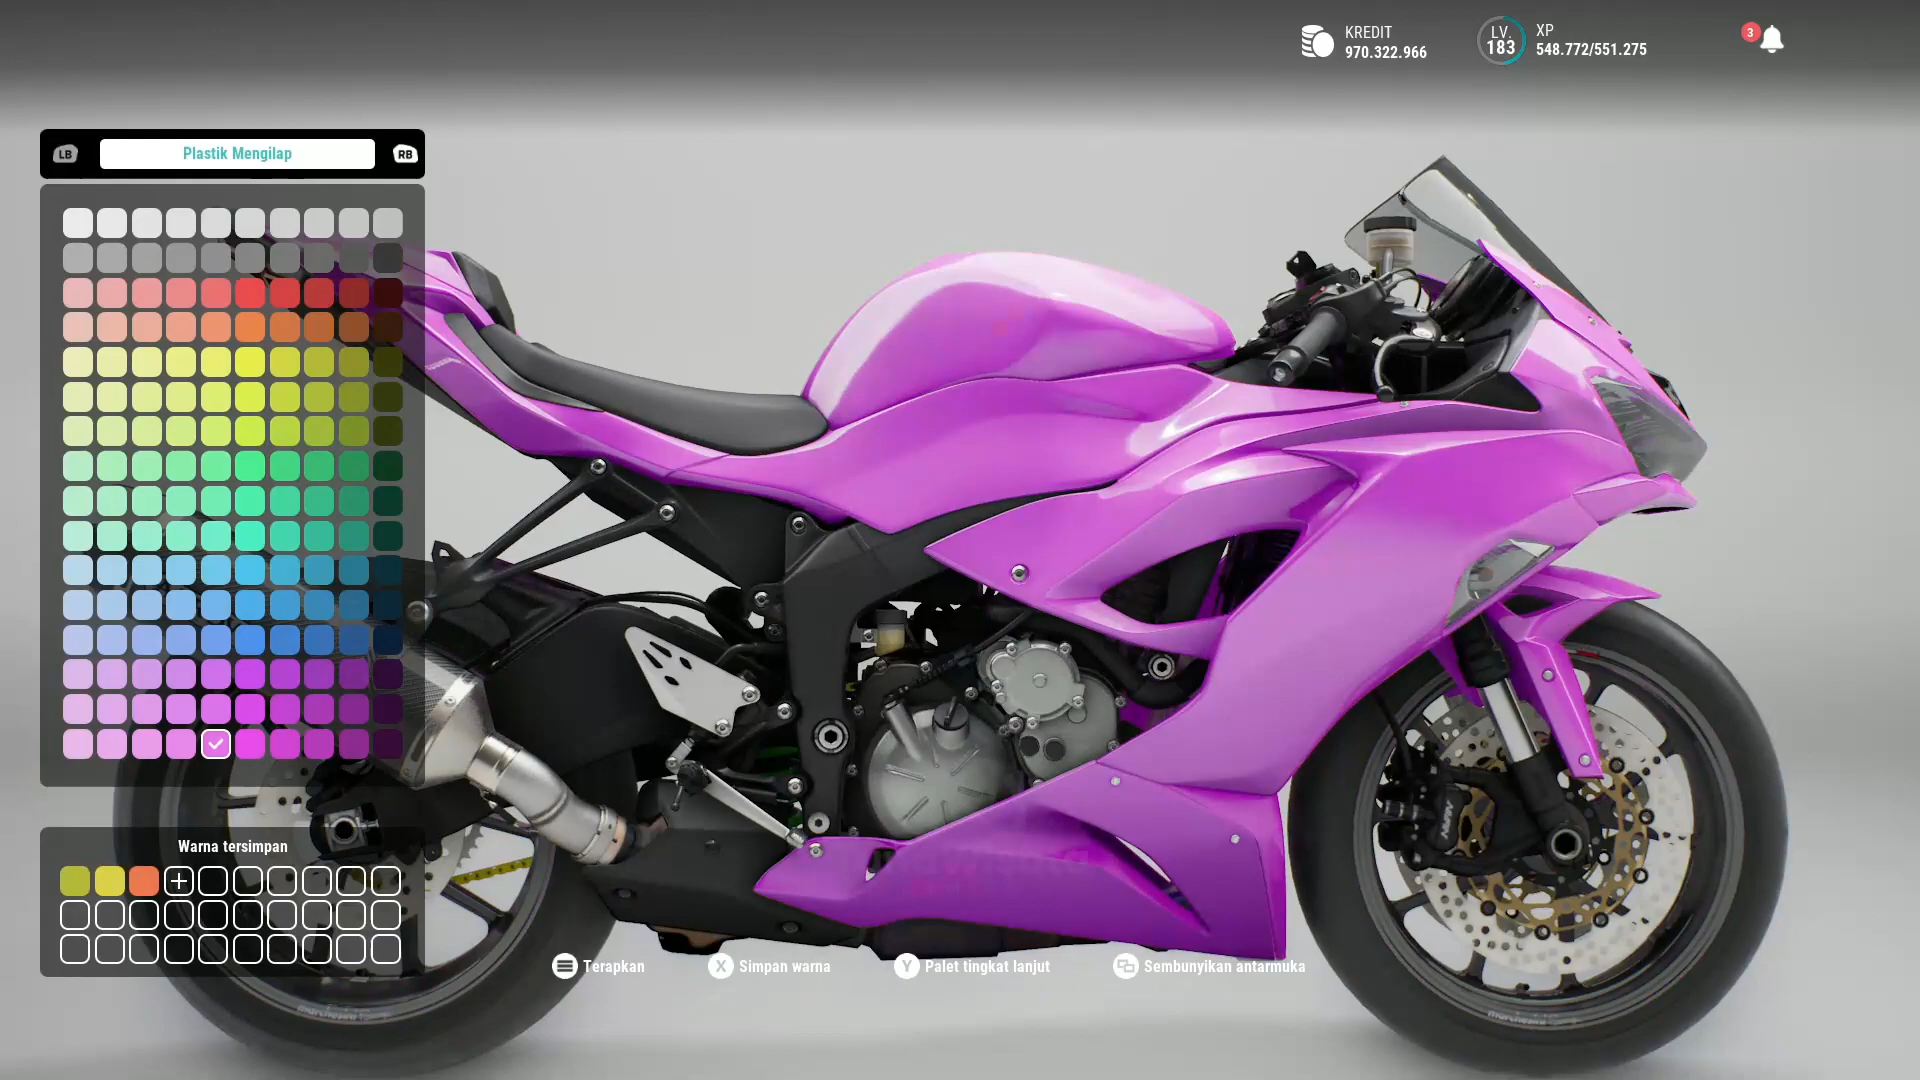 KREDIT
970.322.966
LV.
183
XP
548.772/551.275
3
LB
Plastik Mengilap
RB
Warna tersimpan
Terapkan
X
Simpan warna
Y
Palet tingkat lanjut
Sembunyikan antarmuka